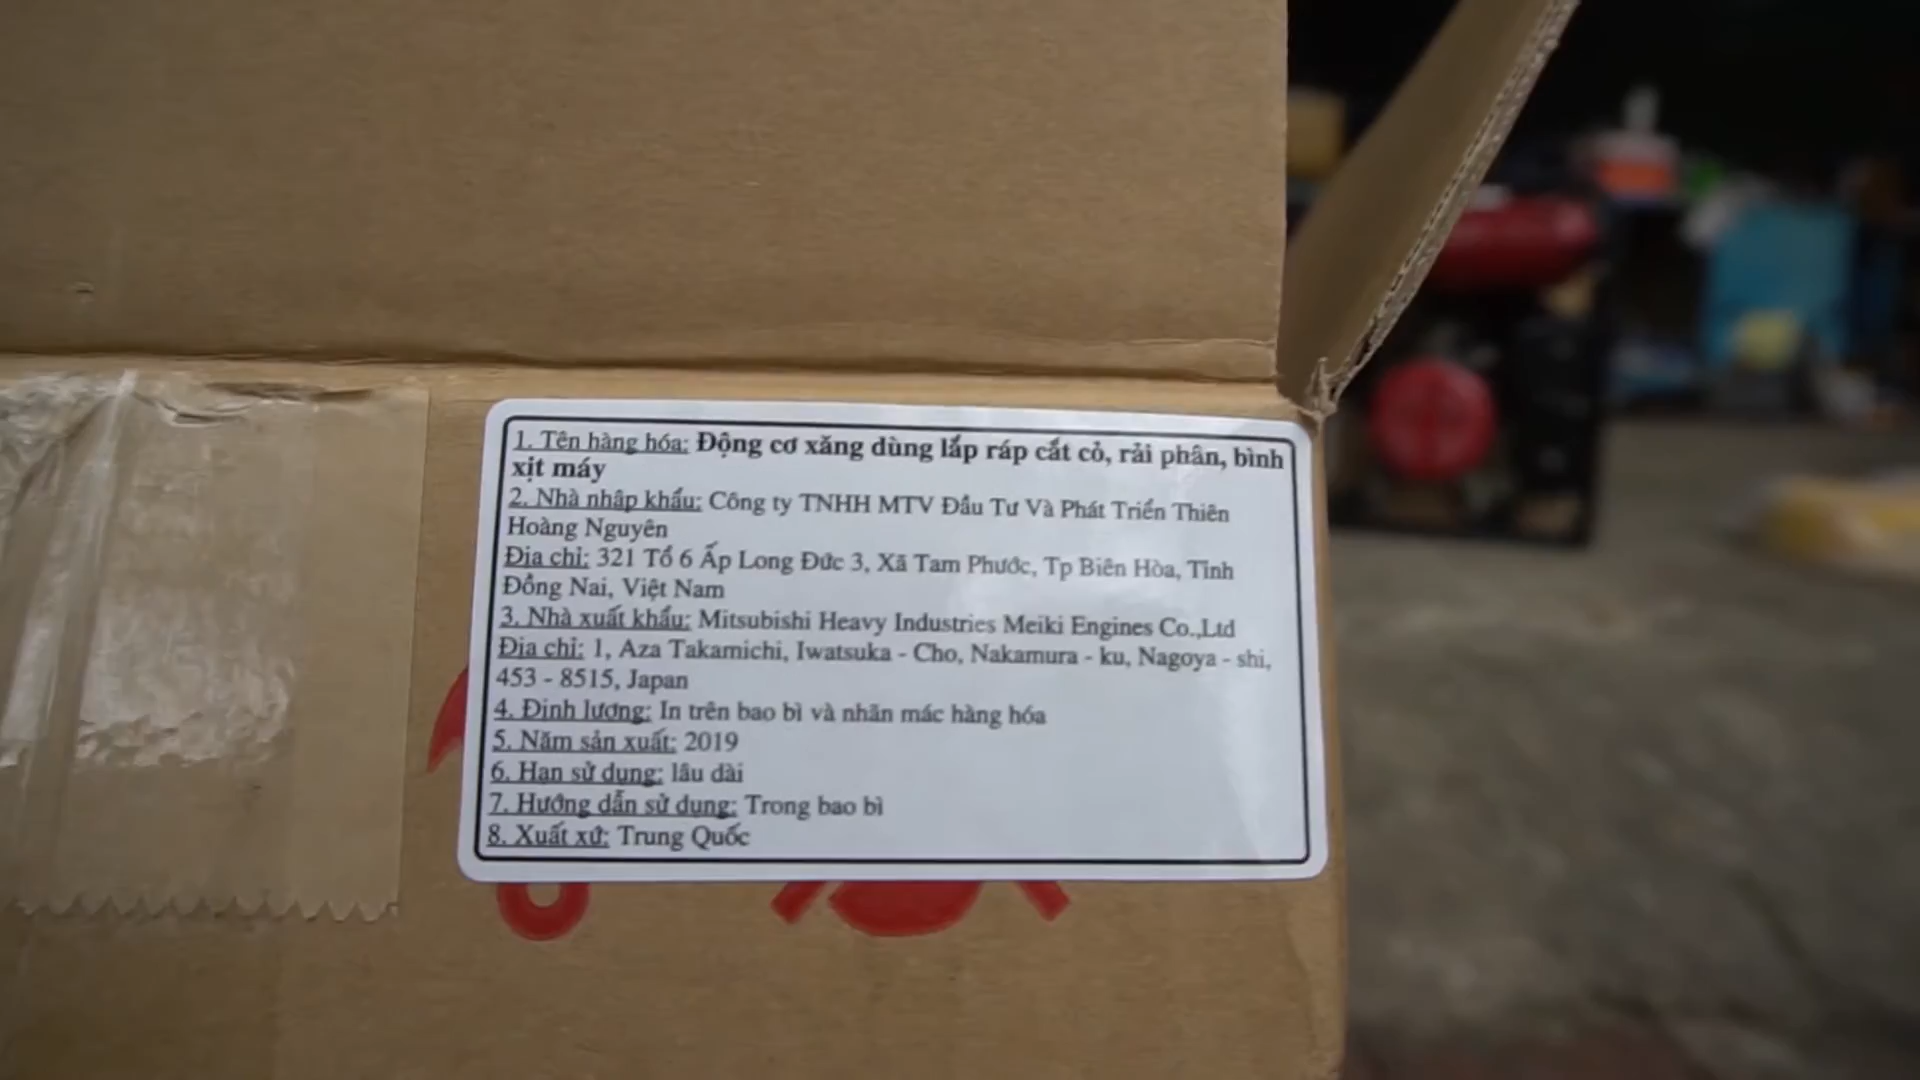 1. Tên hàng hóa: Động cơ xăng dùng lắp ráp cắt cỏ, rải phân, bình
xịt máy
2. Nhà nhập khẩu: Công ty TNHH MTV Đầu Tư Và Phát Triển Thiên
Hoàng Nguyên
Địa chỉ: 321 Tổ 6 Ấp Long Đức 3, Xã Tam Phước, Tp Biên Hòa, Tỉnh
Đồng Nai, Việt Nam
3. Nhà xuất khẩu: Mitsubishi Heavy Industries Meiki Engines Co.,Ltd
Địa chỉ: 1, Aza Takamichi, Iwatsuka - Cho, Nakamura - ku, Nagoya - shi,
453 - 8515, Japan
4. Định lượng: In trên bao bì và nhãn mác hàng hóa
5. Năm sản xuất: 2019
6. Hạn sử dụng: lâu dài
7. Hướng dẫn sử dụng: Trong bao bì
8. Xuất xứ: Trung Quốc